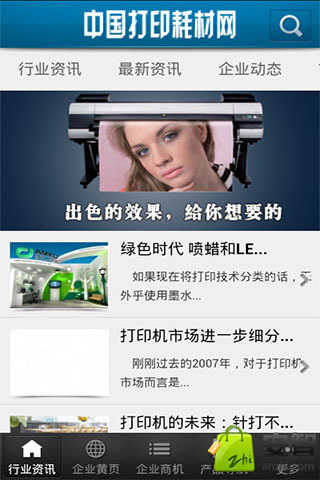 中国打印耗材网
行业资讯 最新资讯 企业动态
出色的效果，给你想要的
绿色时代 喷蜡和LE...
如果现在将打印技术分类的话，无
外乎使用墨水...
打印机市场进一步细分...
刚刚过去的2007年，对于打印机
市场而言是...
打印机的未来：针打不...
行业资讯 企业黄页 企业商机 更多
zhi
安智